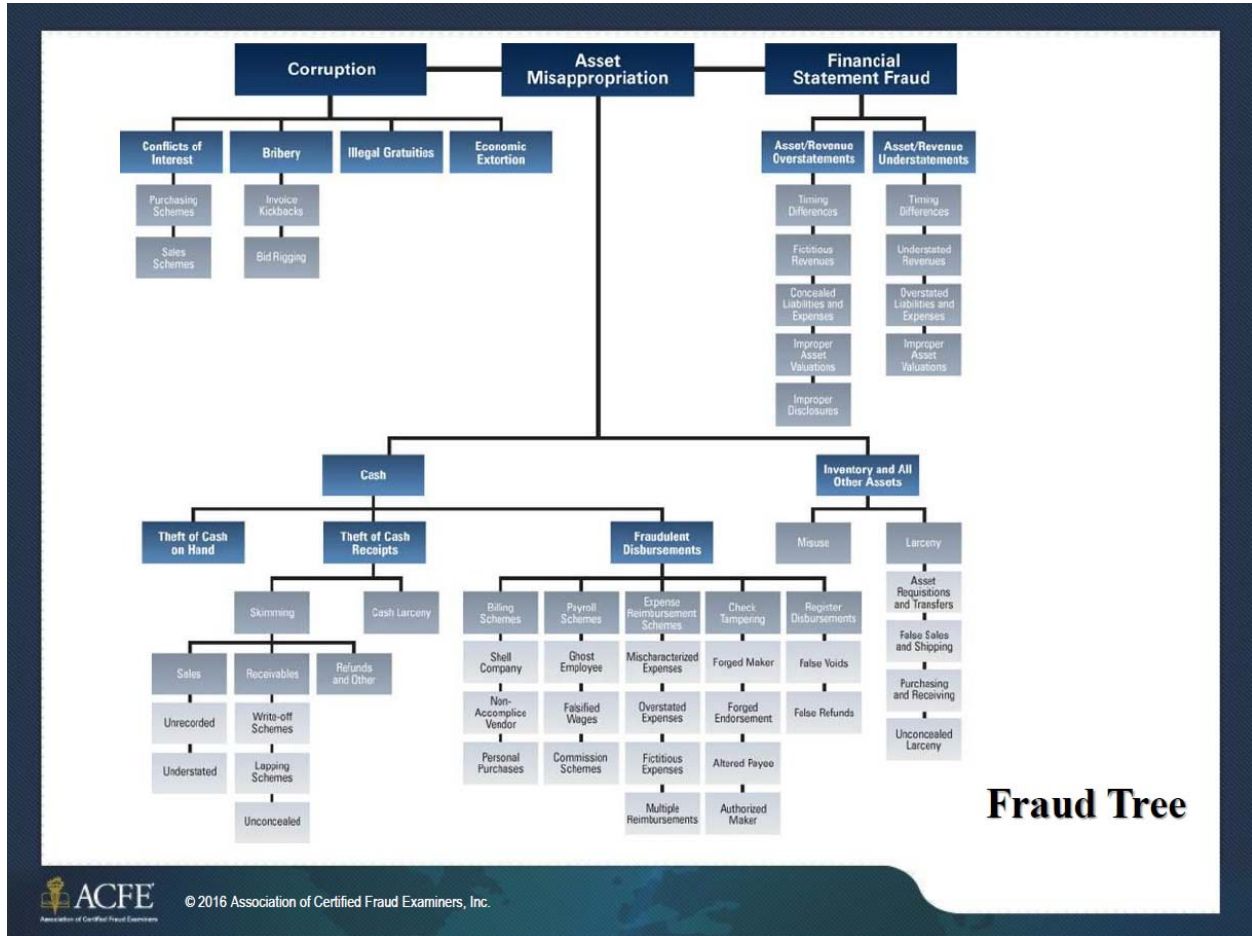 Corruption
Asset
Misappropriation
Financial
Statement Fraud
Conflicts of
Interest
Bribery
Illegal Gratuities
Economic
Extortion
Asset/Revenue
Overstatements
Asset/Revenue
Understatements
Purchasing
Schemes
Sales
Schemes
Invoice
Kickbacks
Bid Rigging
Timing
Differences
Fictitious
Revenues
Concealed
Liabilities and
Expenses
Improper
Asset
Valuations
Improper
Disclosures
Timing
Differences
Understated
Revenues
Overstated
Liabilities and
Expenses
Improper
Asset
Valuations
Cash
Inventory and All
Other Assets
Theft of Cash
on Hand
Theft of Cash
Receipts
Fraudulent
Disbursements
Misuse
Larceny
Skimming
Cash Larceny
Sales
Receivables
Refunds
and Other
Unrecorded
Understated
Write-off
Schemes
Lapping
Schemes
Unconcealed
Billing
Schemes
Shell
Company
Non-
Accomplice
Vendor
Personal
Purchases
Payroll
Schemes
Ghost
Employee
Falsified
Wages
Commission
Schemes
Expense
Reimbursement
Schemes
Mischaracterized
Expenses
Overstated
Expenses
Fictitious
Expenses
Multiple
Reimbursements
Check
Tampering
Forged Maker
Forged
Endorsement
Altered Payee
Authorized
Maker
Register
Disbursements
False Voids
False Refunds
Asset
Requisitions
and Transfers
False Sales
and Shipping
Purchasing
and Receiving
Unconcealed
Larceny
Fraud Tree
ACFE
Association of Certified Fraud Examiners
© 2016 Association of Certified Fraud Examiners, Inc.